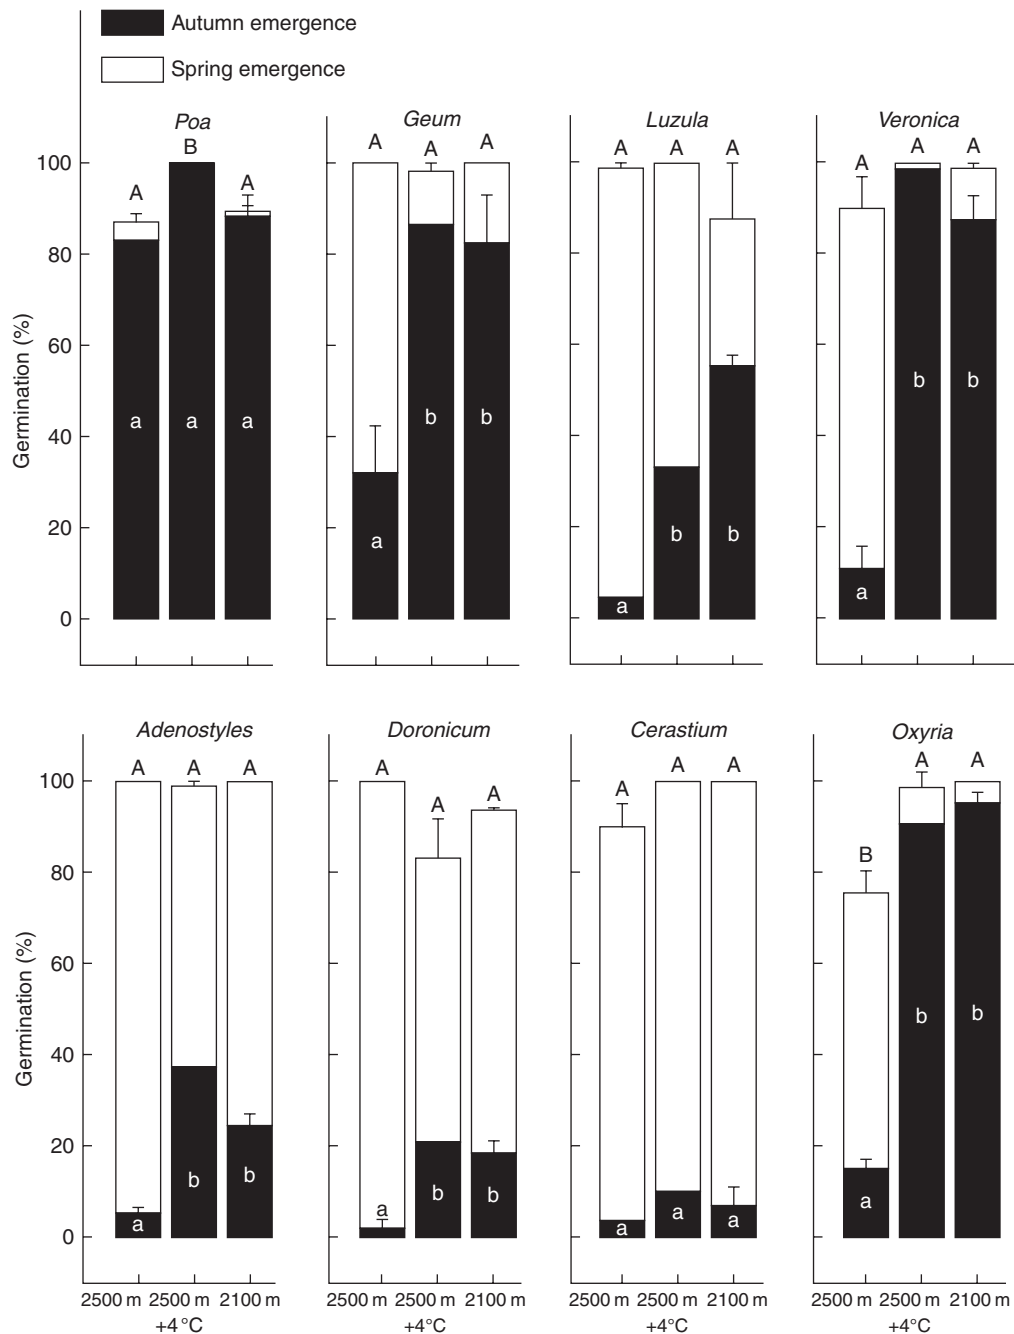 Autumn emergence
Spring emergence
Poa
Geum
Luzula
Veronica
A B A
A A A
A A A
A A A
100
80
60
40
20
0
Germination (%)
a a a
a b b
a b b
a b b
Adenostyles
Doronicum
Cerastium
Oxyria
A A A
A A A
A A A
B A A
100
80
60
40
20
0
Germination (%)
a b b
a b b
a a a
a b b
2500 m 2500 m 2100 m
+4 °C
2500 m 2500 m 2100 m
+4 °C
2500 m 2500 m 2100 m
+4 °C
2500 m 2500 m 2100 m
+4 °C